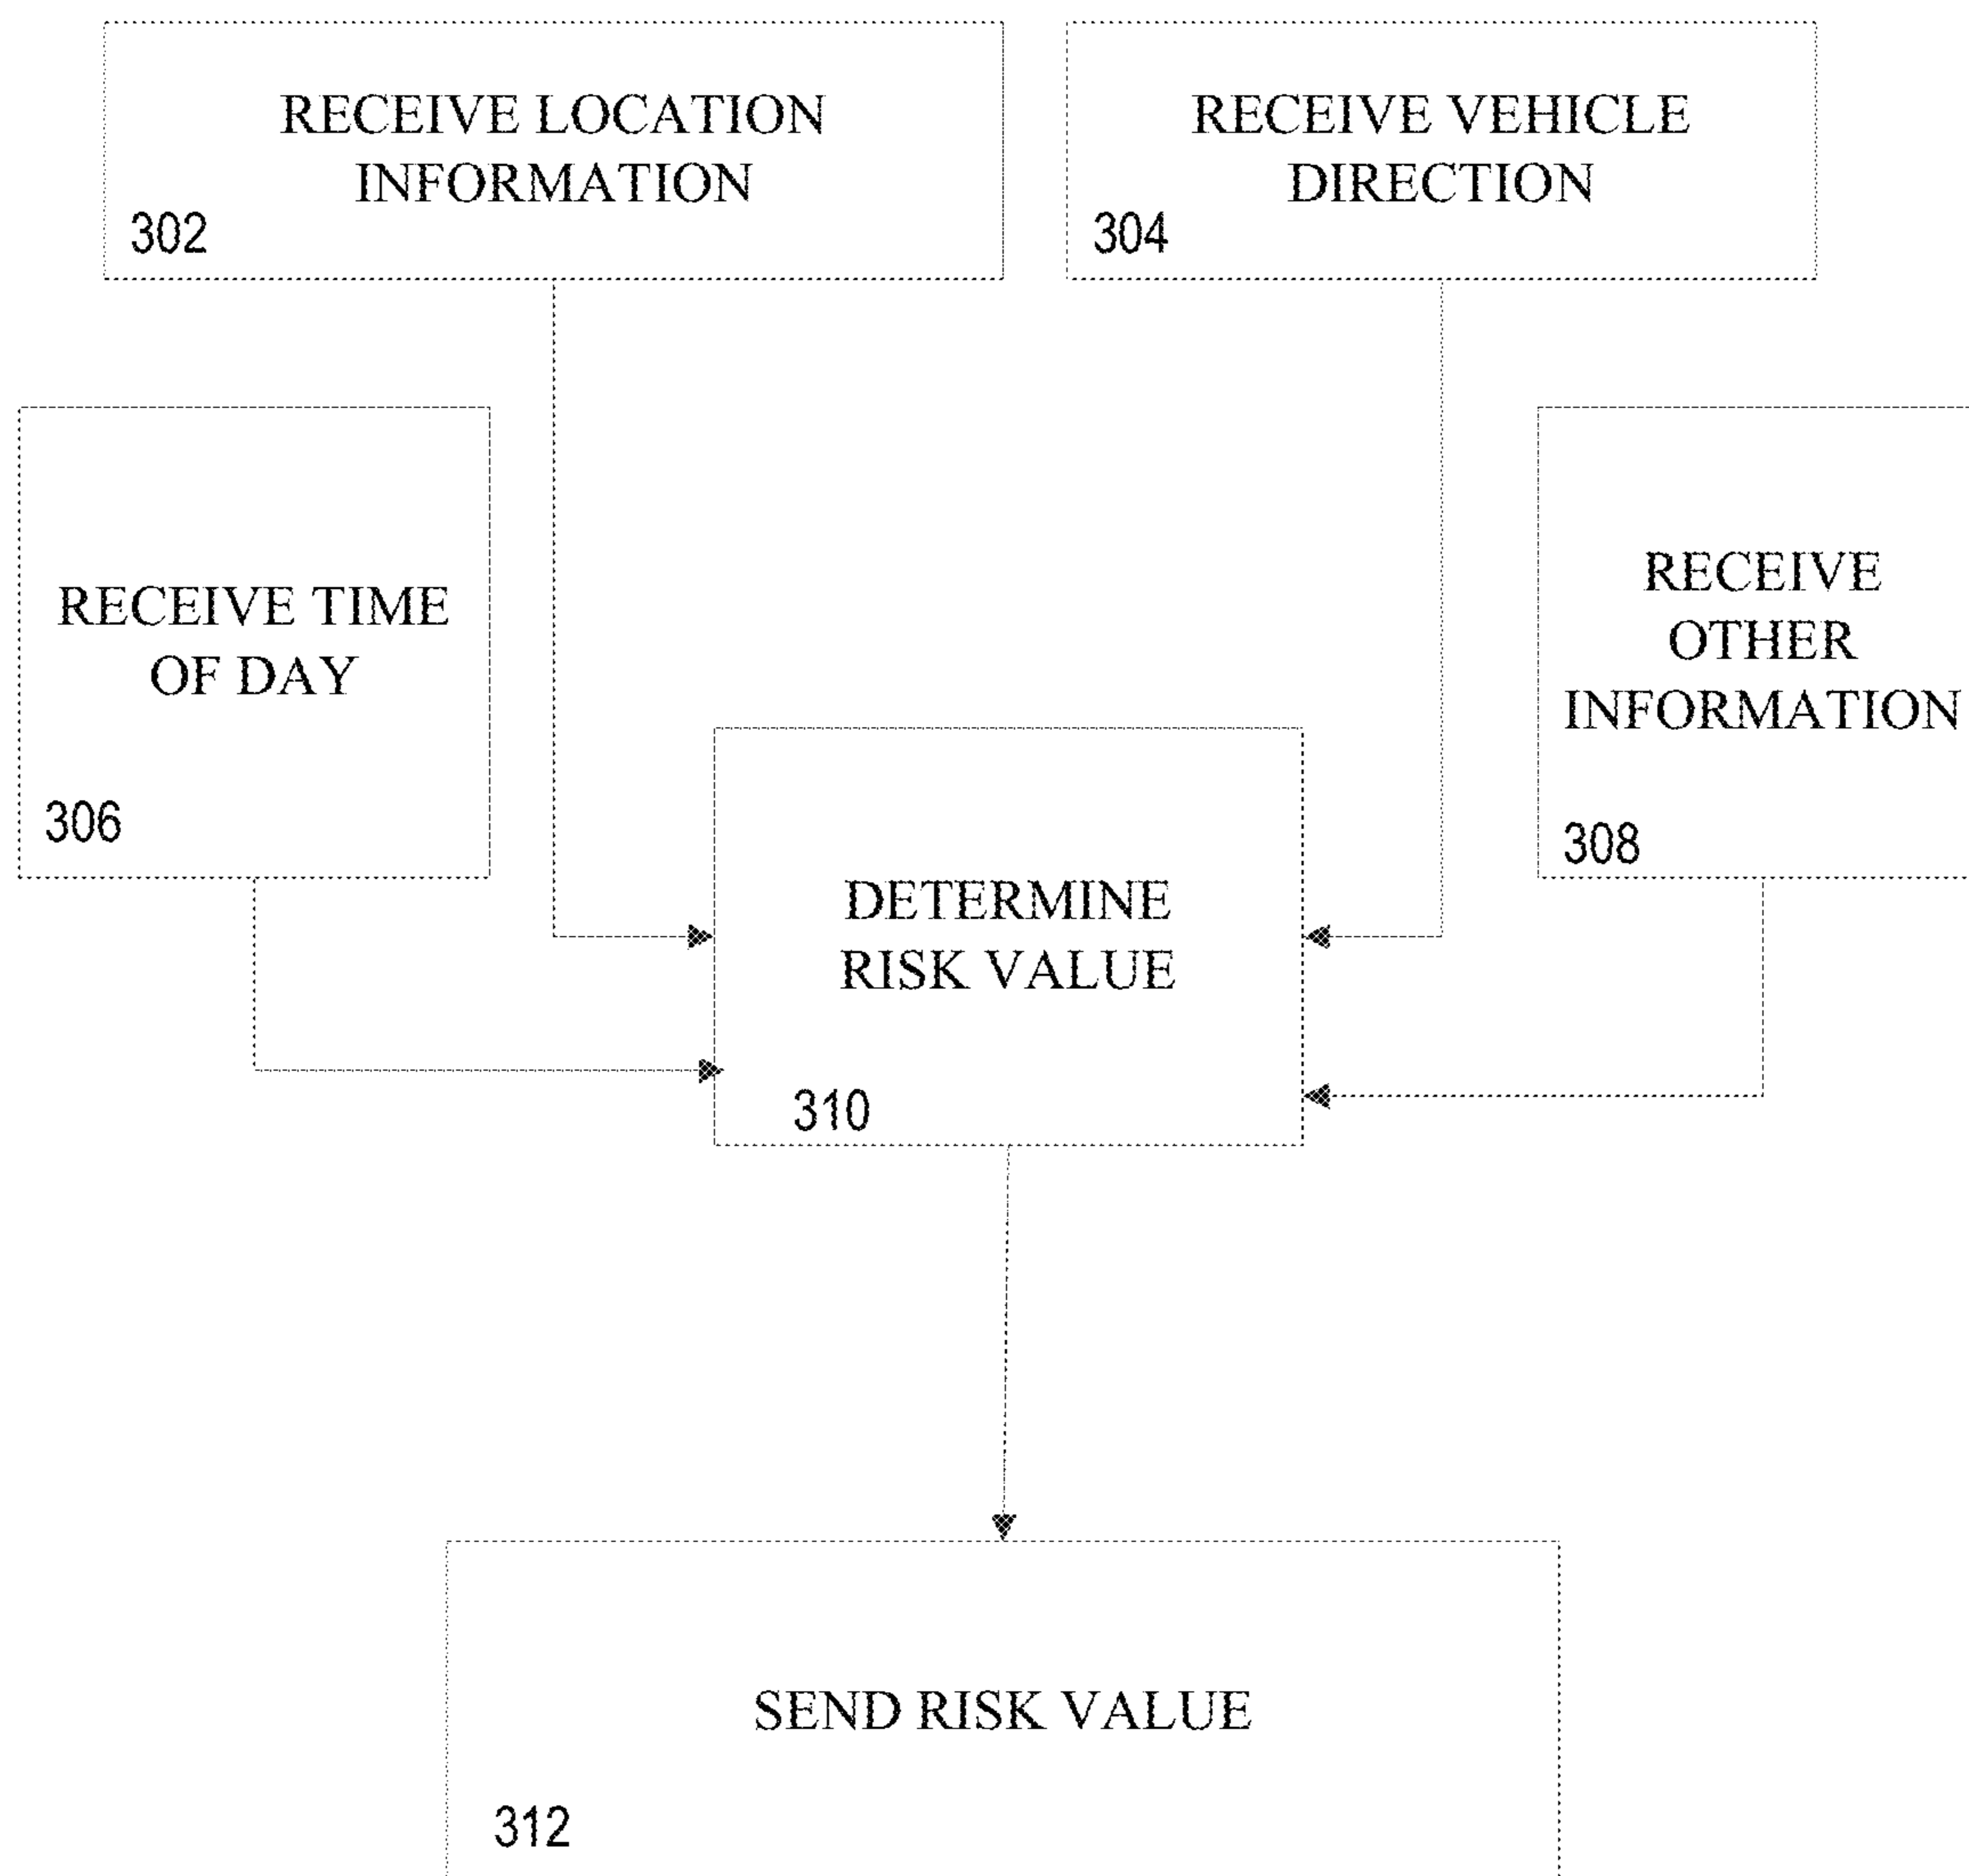 RECEIVE LOCATION
INFORMATION
302
RECEIVE VEHICLE
DIRECTION
304
RECEIVE TIME
OF DAY
306
RECEIVE
OTHER
INFORMATION
308
DETERMINE
RISK VALUE
310
SEND RISK VALUE
312